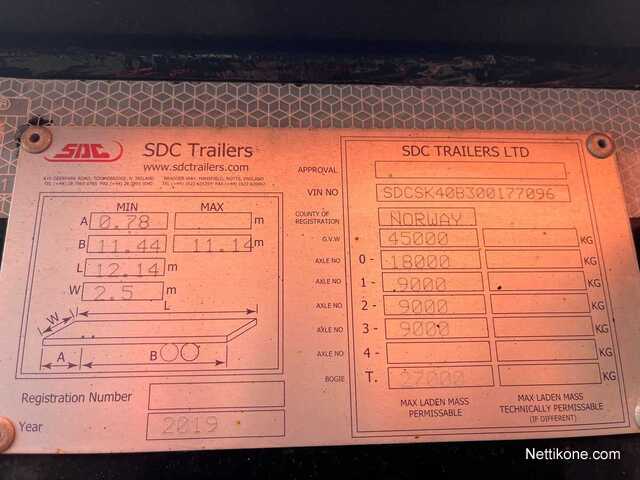 SDC
SDC Trailers
www.sdctrailers.com
MIN MAX
A 0.78 m
B 11.44 11.14 m
L 12.14 m
W 2.5 m
L
W
A B
Registration Number
Year 2019
SDC TRAILERS LTD
APPROVAL
VIN NO SDCSK40B300177096
COUNTY OF
REGISTRATION NORWAY
G.V.W 45000 KG
AXLE NO 0- 18000 KG
AXLE NO 1- 9000 KG
AXLE NO 2- 9000 KG
AXLE NO 3- 9000 KG
AXLE NO 4- KG
BOGIE T. 27000 KG
MAX LADEN MASS
PERMISSABLE
MAX LADEN MASS
TECHNICALLY PERMISSABLE
(IF DIFFERENT)
Nettikone.com